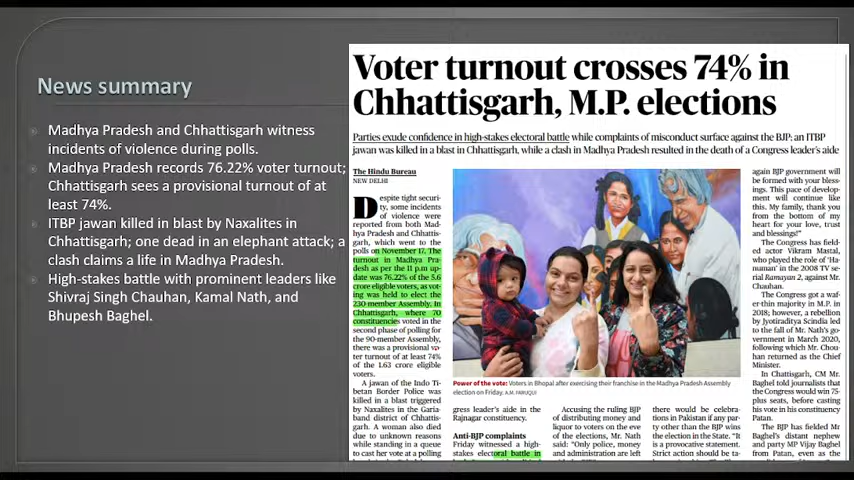 News summary
Madhya Pradesh and Chhattisgarh witness
incidents of violence during polls.
Madhya Pradesh records 76.22% voter turnout;
Chhattisgarh sees a provisional turnout of at
least 74%.
ITBP jawan killed in blast by Naxalites in
Chhattisgarh; one dead in an elephant attack; a
clash claims a life in Madhya Pradesh.
High-stakes battle with prominent leaders like
Shivraj Singh Chauhan, Kamal Nath, and
Bhupesh Baghel.
Voter turnout crosses 74% in
Chhattisgarh, M.P. elections
Parties exude confidence in high-stakes electoral battle while complaints of misconduct surface against the BJP; an ITBP
jawan was killed in a blast in Chhattisgarh, while a clash in Madhya Pradesh resulted in the death of a Congress leader's aide
The Hindu Bureau
NEW DELHI
Despite tight securi-
ty, some incidents
of violence were
reported from both Mad-
hya Pradesh and Chhattis-
garh, which went to the
polls on November 17. The
turnout in Madhya Pra-
desh as per the 11 p.m up-
date was 76.22% of the 5.6
crore eligible voters, as vot-
ing was held to elect the
230-member Assembly. In
Chhattisgarh, where 70
constituencies voted in the
second phase of polling for
the 90-member Assembly,
there was a provisional vo-
ter turnout of at least 74%
of the 1.63 crore eligible
voters.
A jawan of the Indo Ti-
betan Border Police was
killed in a blast triggered
by Naxalites in the Garia-
band district of Chhattis-
garh. A woman also died
due to unknown reasons
while standing in a queue
to cast her vote at a polling
Power of the vote: Voters in Bhopal after exercising their franchise in the Madhya Pradesh Assembly
election on Friday. A.M. FARUQUI
gress leader's aide in the
Rajnagar constituency.
Anti-BJP complaints
Friday witnessed a high-
stakes electoral battle in
Accusing the ruling BJP
of distributing money and
liquor to voters on the eve
of the elections, Mr. Nath
said: "Only police, money
and administration are left
there would be celebra-
tions in Pakistan if any par-
ty other than the BJP wins
the election in the State. "It
is a provocative statement.
Strict action should be ta-
again BJP government will
be formed with your bless-
ings. This pace of develop-
ment will continue like
this. My family, thank you
from the bottom of my
heart for your love, trust
and blessings!"
The Congress has field-
ed actor Vikram Mastal,
who played the role of 'Ha-
numan' in the 2008 TV se-
rial Ramayan 2, against Mr.
Chauhan.
The Congress got a waf-
er-thin majority in M.P. in
2018; however, a rebellion
by Jyotiraditya Scindia led
to the fall of Mr. Nath's go-
vernment in March 2020,
following which Mr. Chou-
han returned as the Chief
Minister.
In Chattisgarh, CM Mr.
Baghel told journalists that
the Congress would win 75-
plus seats, before casting
his vote in his constituency
Patan.
The BJP has fielded Mr
Baghel's distant nephew
and party MP Vijay Baghel
from Patan, even as the